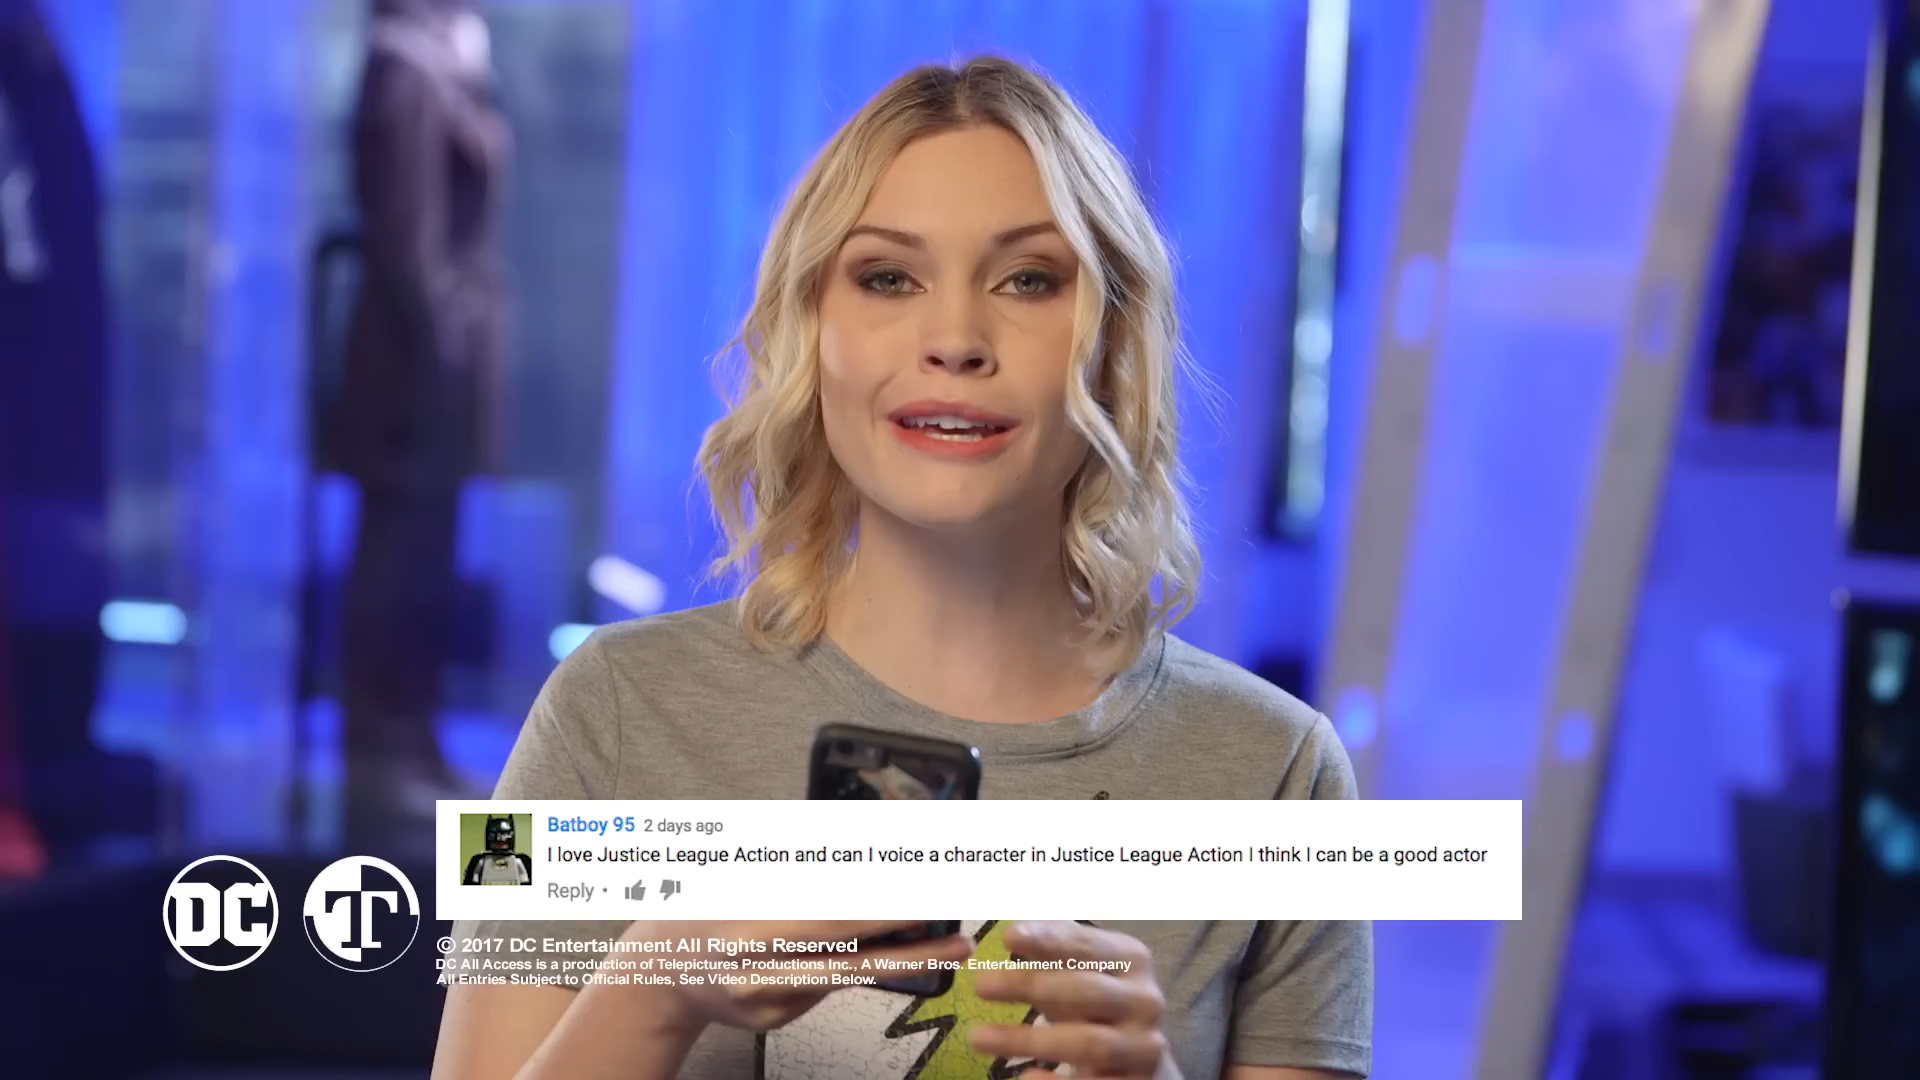 Batboy 95 2 days ago
I love Justice League Action and can I voice a character in Justice League Action I think I can be a good actor
Reply •
DC
T
© 2017 DC Entertainment All Rights Reserved
DC All Access is a production of Telepictures Productions Inc., A Warner Bros. Entertainment Company
All Entries Subject to Official Rules, See Video Description Below.